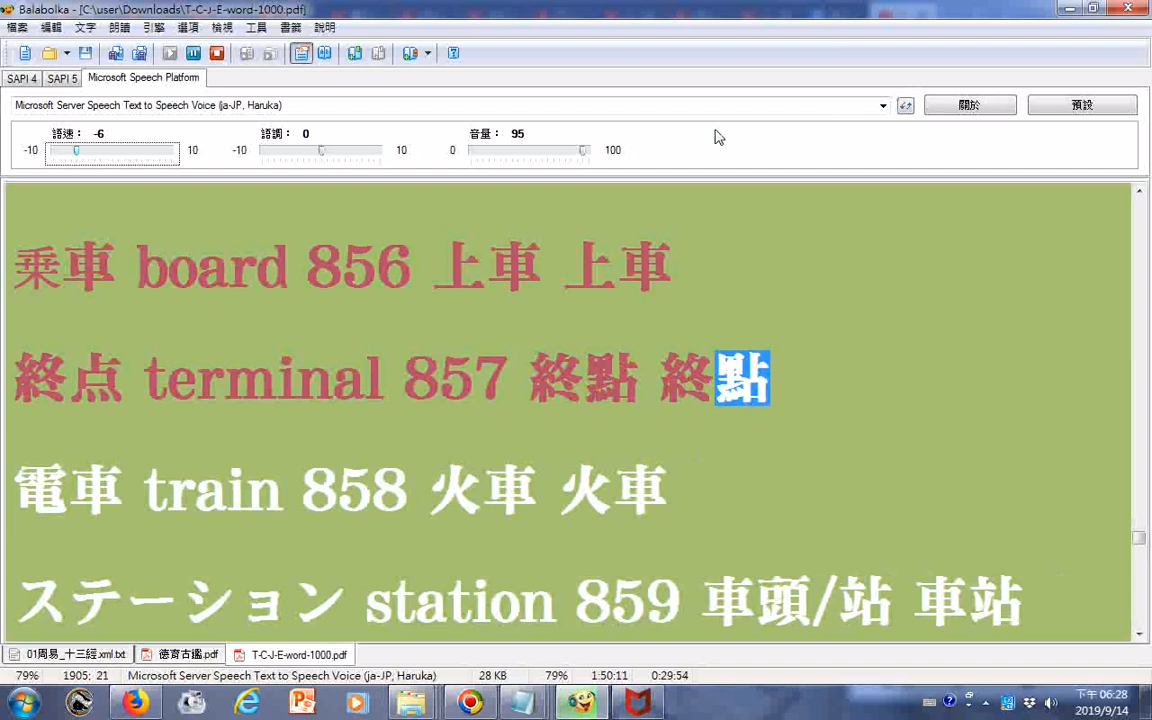 Balabolka - [C:\user\Downloads\T-C-J-E-word-1000.pdf]
檔案 編輯 文字 朗讀 引擎 選項 檢視 工具 書籤 說明
SAPI 4 SAPI 5 Microsoft Speech Platform
Microsoft Server Speech Text to Speech Voice (ja-JP, Haruka) 關於 預設
語速： -6 語調： 0 音量： 95
-10 10 -10 10 0 100
乗車 board 856 上車 上車
終点 terminal 857 終點 終點
電車 train 858 火車 火車
ステーション station 859 車頭/站 車站
01周易_十三經.xml.txt 德育古鑑.pdf T-C-J-E-word-1000.pdf
79% 1905: 21 Microsoft Server Speech Text to Speech Voice (ja-JP, Haruka) 28 KB 79% 1:50:11 0:29:54
下午 06:28
2019/9/14